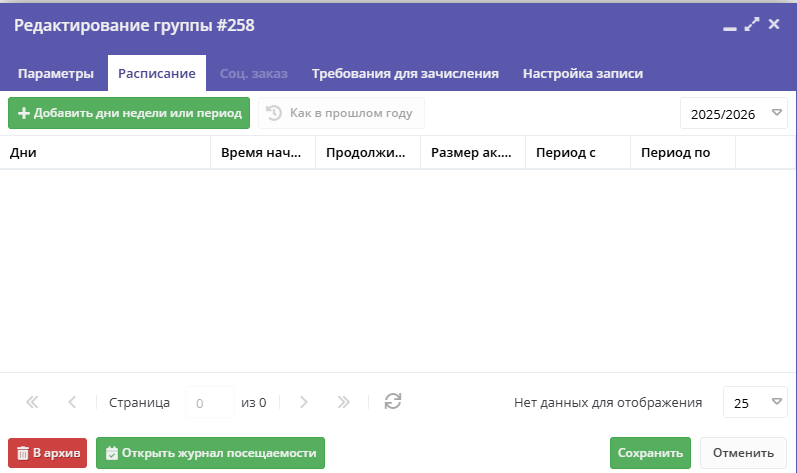 Редактирование группы #258
Параметры Расписание Соц. заказ Требования для зачисления Настройка записи
Добавить дни недели или период Как в прошлом году 2025/2026
Дни Время нач... Продолжи... Размер ак.... Период с Период по
Страница 0 из 0 Нет данных для отображения 25
В архив Открыть журнал посещаемости Сохранить Отменить